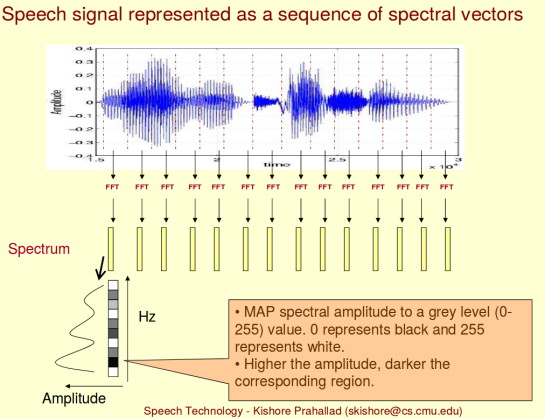 Speech signal represented as a sequence of spectral vectors
0.4
0.3
0.2
0.1
0
-0.1
-0.2
-0.3
-0.4
Amplitude
1.5 2 2.5 3
time
x 10^4
FFT FFT FFT FFT FFT FFT FFT FFT FFT FFT FFT FFT FFT
Spectrum
Hz
Amplitude
• MAP spectral amplitude to a grey level (0-
255) value. 0 represents black and 255
represents white.
• Higher the amplitude, darker the
corresponding region.
Speech Technology - Kishore Prahallad (skishore@cs.cmu.edu)